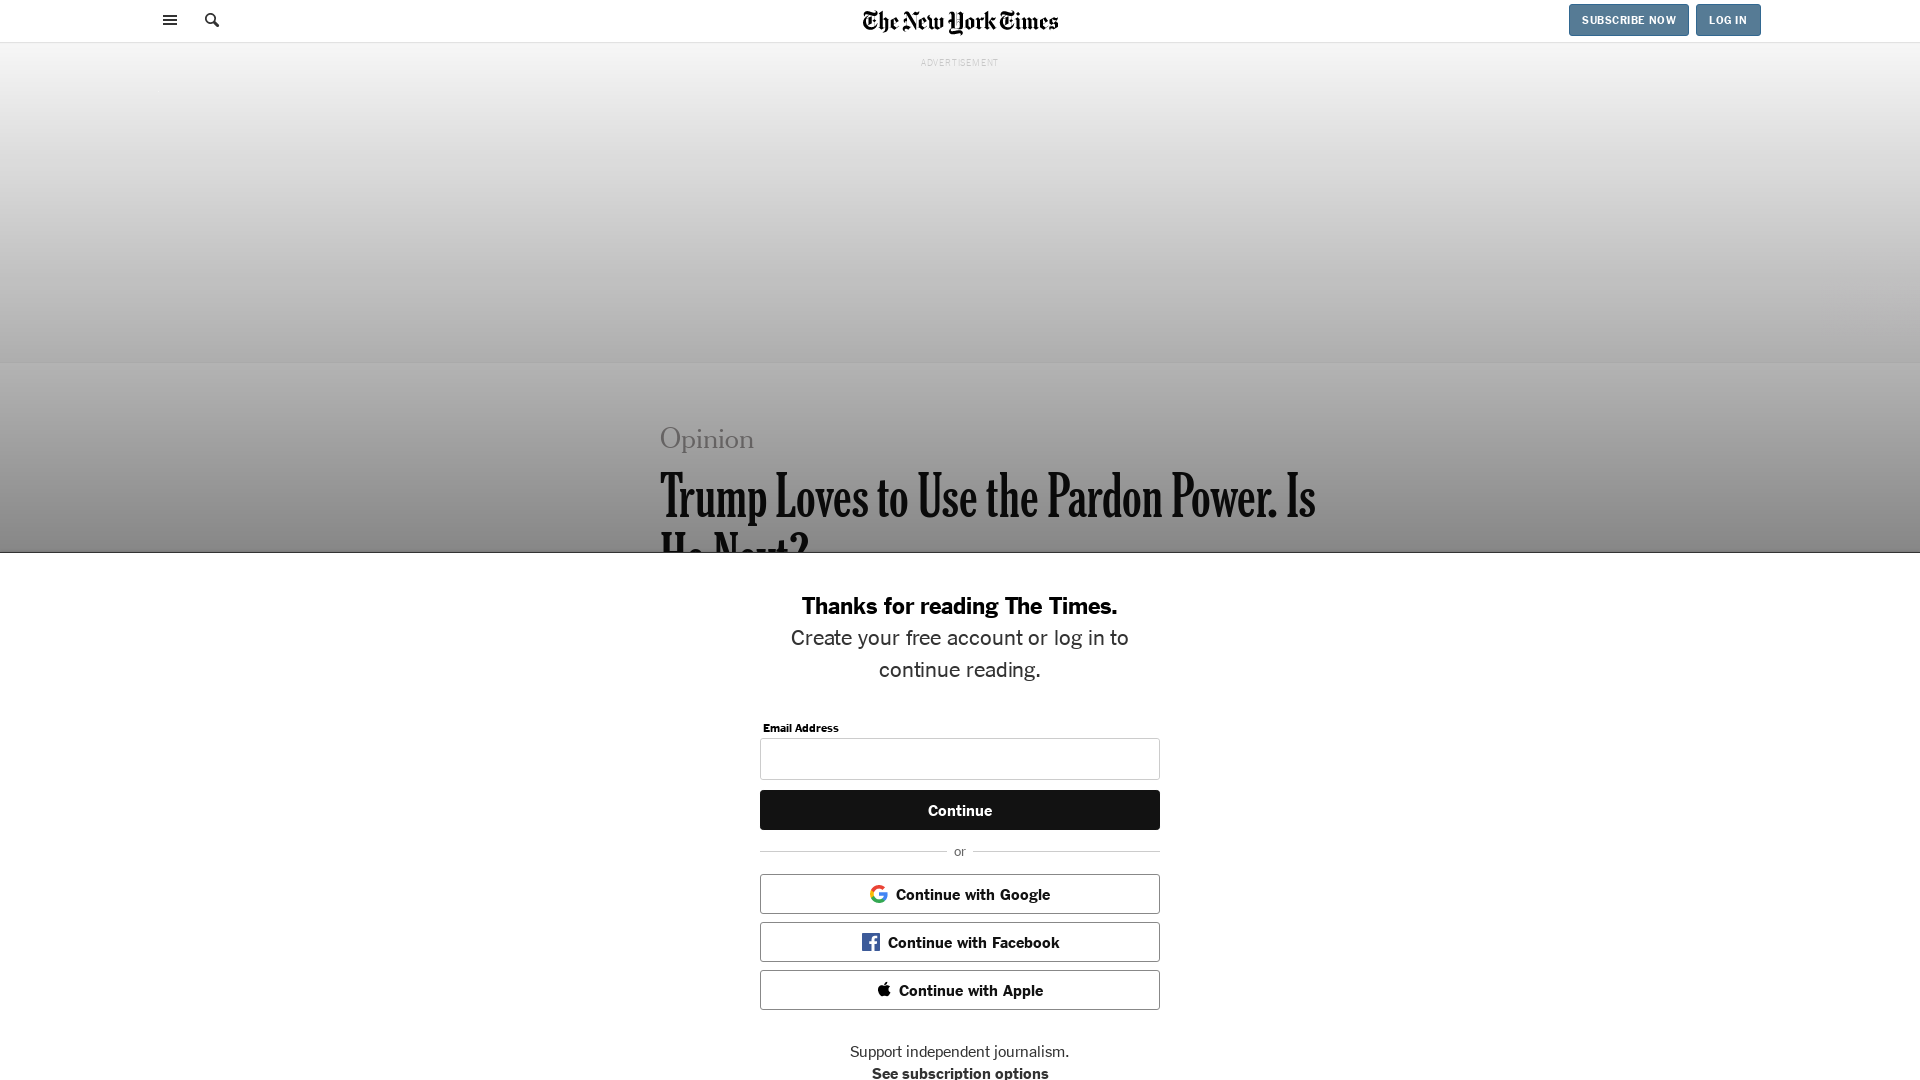 The New York Times
SUBSCRIBE NOW
LOG IN
ADVERTISEMENT
Opinion
Trump Loves to Use the Pardon Power. Is
He Next?
Thanks for reading The Times.
Create your free account or log in to
continue reading.
Email Address
Continue
or
Continue with Google
Continue with Facebook
Continue with Apple
Support independent journalism.
See subscription options